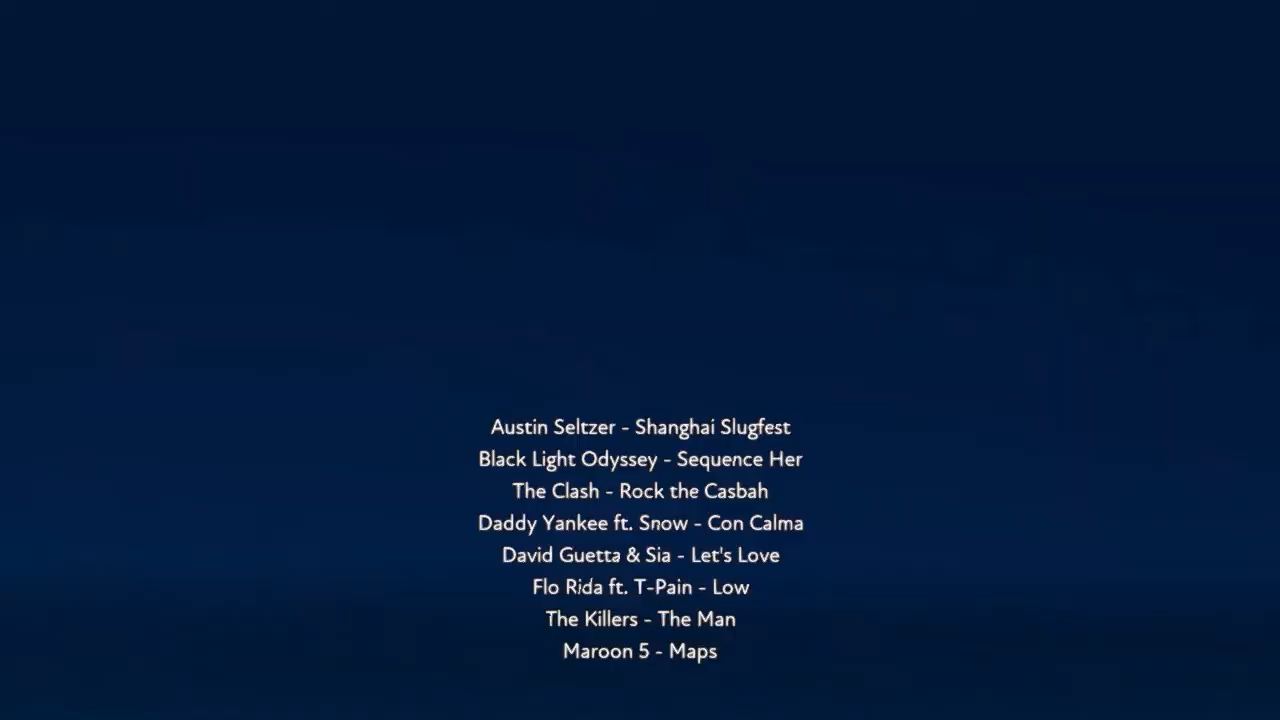 Austin Seltzer - Shanghai Slugfest
Black Light Odyssey - Sequence Her
The Clash - Rock the Casbah
Daddy Yankee ft. Snow - Con Calma
David Guetta & Sia - Let's Love
Flo Rida ft. T-Pain - Low
The Killers - The Man
Maroon 5 - Maps